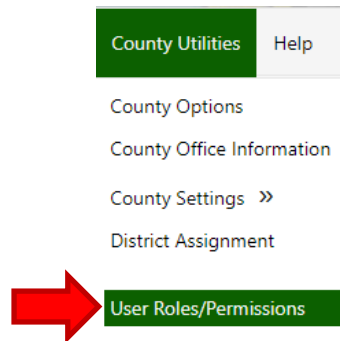 County Utilities Help
County Options
County Office Information
County Settings »
District Assignment
User Roles/Permissions